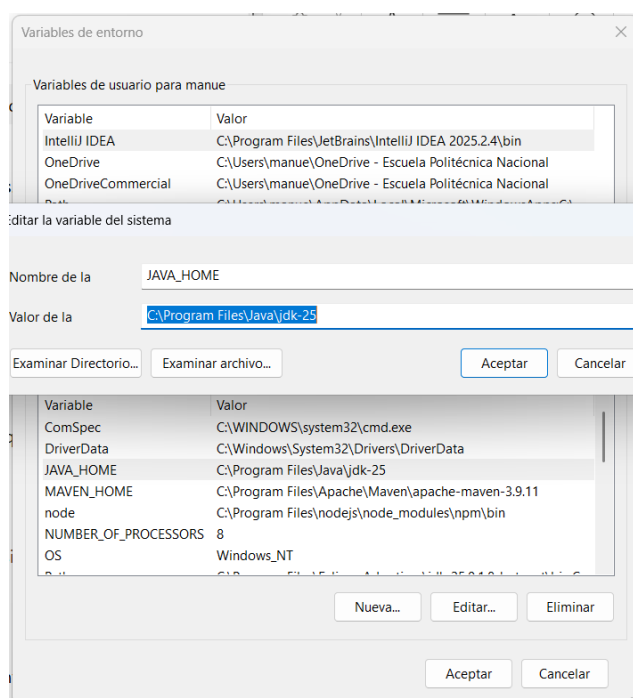 Variables de entorno
Variables de usuario para manue
Variable Valor
IntelliJ IDEA C:\Program Files\JetBrains\IntelliJ IDEA 2025.2.4\bin
OneDrive C:\Users\manue\OneDrive - Escuela Politécnica Nacional
OneDriveCommercial C:\Users\manue\OneDrive - Escuela Politécnica Nacional
Editar la variable del sistema
Nombre de la JAVA_HOME
Valor de la C:\Program Files\Java\jdk-25
Examinar Directorio... Examinar archivo... Aceptar Cancelar
Variable Valor
ComSpec C:\WINDOWS\system32\cmd.exe
DriverData C:\Windows\System32\Drivers\DriverData
JAVA_HOME C:\Program Files\Java\jdk-25
MAVEN_HOME C:\Program Files\Apache\Maven\apache-maven-3.9.11
node C:\Program Files\nodejs\node_modules\npm\bin
NUMBER_OF_PROCESSORS 8
OS Windows_NT
Nueva... Editar... Eliminar
Aceptar Cancelar